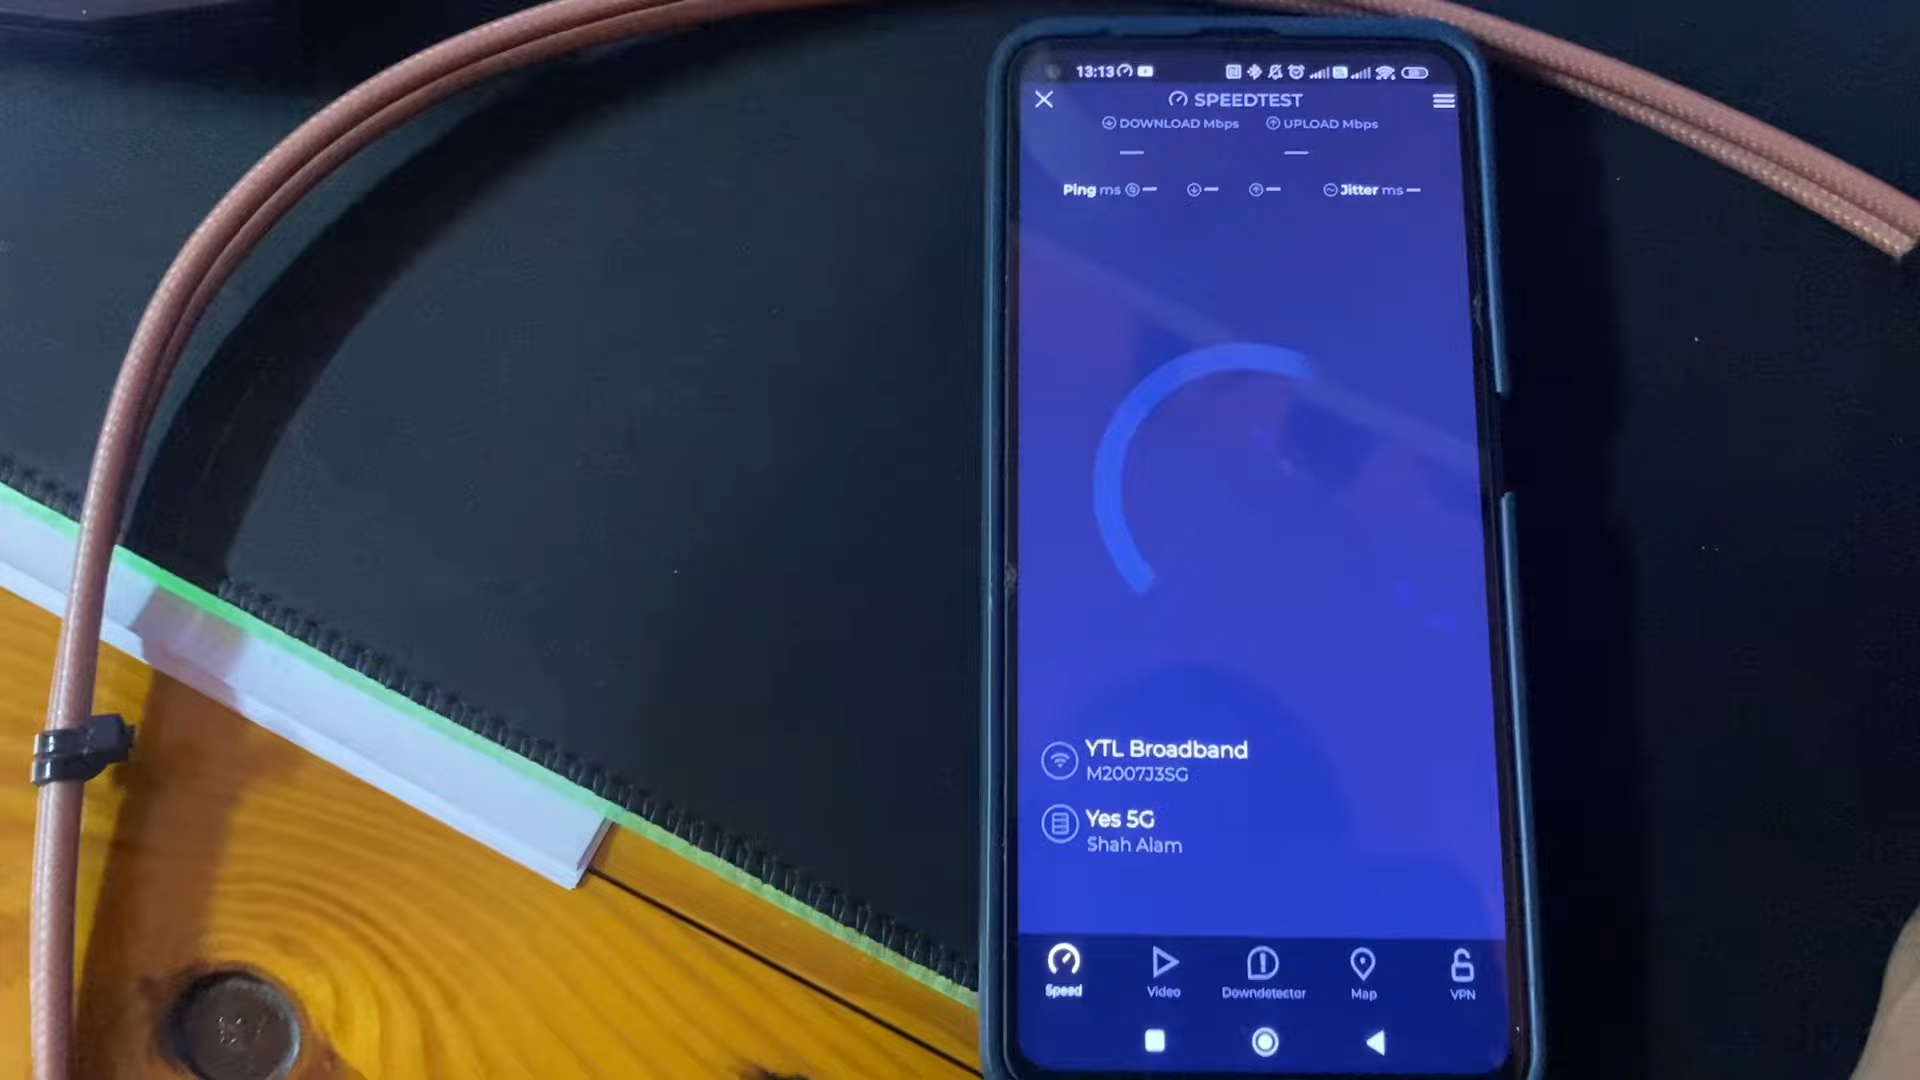 13:13
SPEEDTEST
DOWNLOAD Mbps UPLOAD Mbps
— —
Ping ms — — — Jitter ms —
YTL Broadband
M2007J3SG
Yes 5G
Shah Alam
Speed Video Downdetector Map VPN